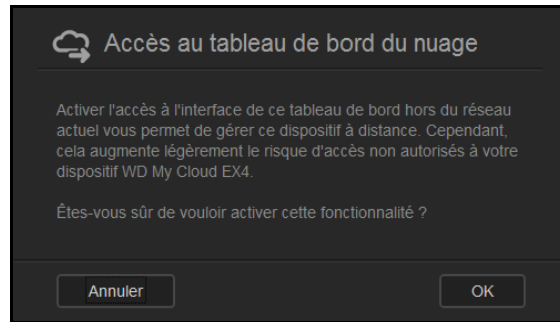 Accès au tableau de bord du nuage
Activer l'accès à l'interface de ce tableau de bord hors du réseau
actuel vous permet de gérer ce dispositif à distance. Cependant,
cela augmente légèrement le risque d'accès non autorisés à votre
dispositif WD My Cloud EX4.
Êtes-vous sûr de vouloir activer cette fonctionnalité ?
Annuler
OK